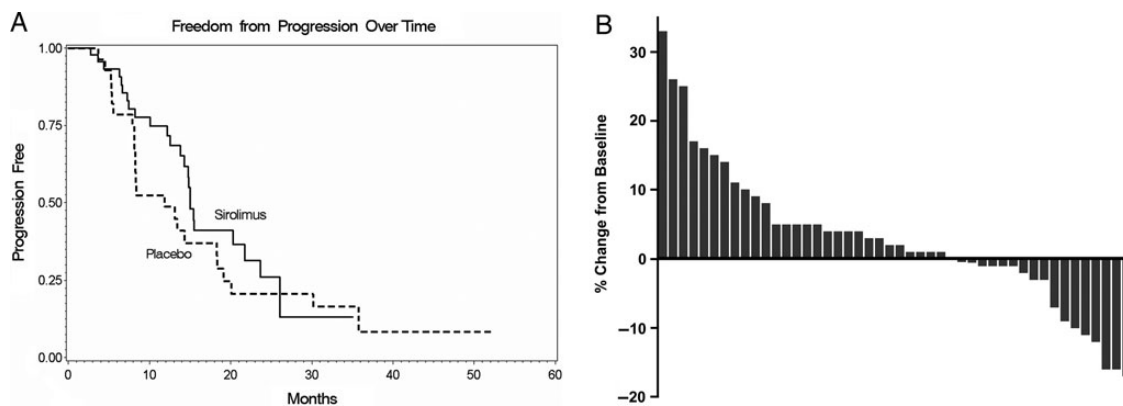 A
Freedom from Progression Over Time
1.00
0.75
0.50
0.25
0.00
Progression Free
Sirolimus
Placebo
0 10 20 30 40 50 60
Months
B
30
20
10
0
−10
−20
% Change from Baseline